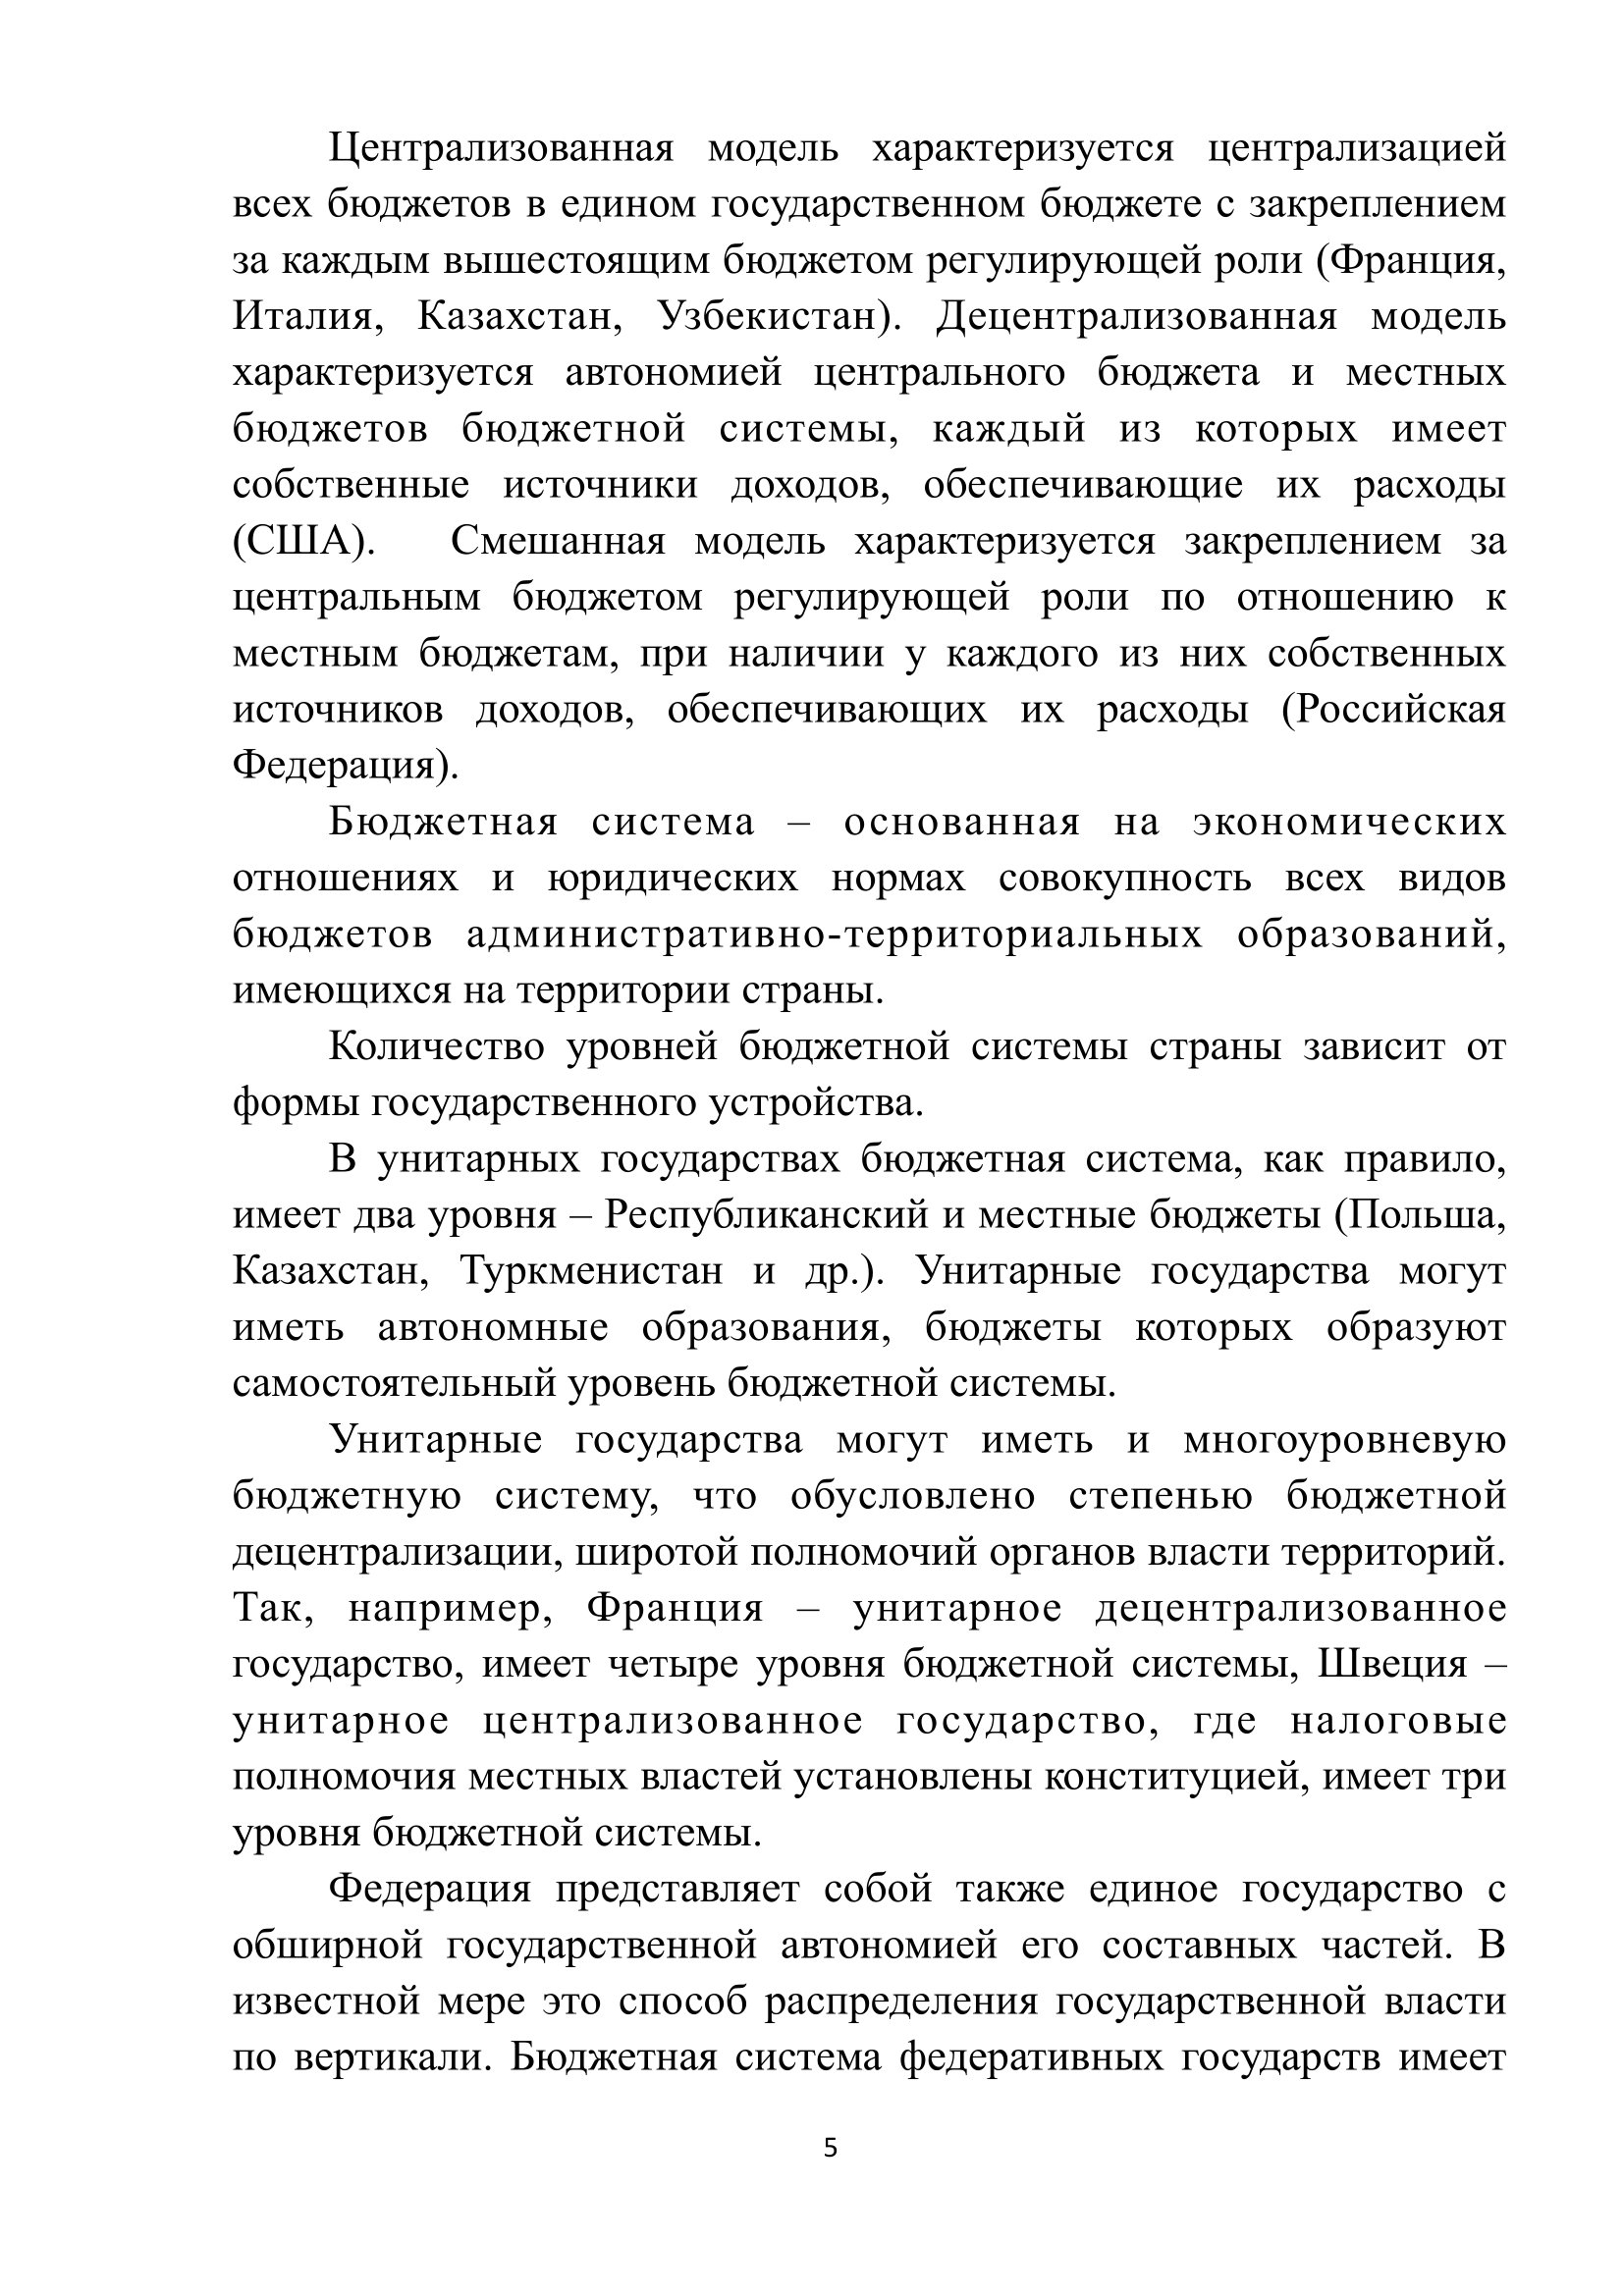 Централизованная модель характеризуется централизацией
всех бюджетов в едином государственном бюджете с закреплением
за каждым вышестоящим бюджетом регулирующей роли (Франция,
Италия, Казахстан, Узбекистан). Децентрализованная модель
характеризуется автономией центрального бюджета и местных
бюджетов бюджетной системы, каждый из которых имеет
собственные источники доходов, обеспечивающие их расходы
(США). Смешанная модель характеризуется закреплением за
центральным бюджетом регулирующей роли по отношению к
местным бюджетам, при наличии у каждого из них собственных
источников доходов, обеспечивающих их расходы (Российская
Федерация).
Бюджетная система – основанная на экономических
отношениях и юридических нормах совокупность всех видов
бюджетов административно-территориальных образований,
имеющихся на территории страны.
Количество уровней бюджетной системы страны зависит от
формы государственного устройства.
В унитарных государствах бюджетная система, как правило,
имеет два уровня – Республиканский и местные бюджеты (Польша,
Казахстан, Туркменистан и др.). Унитарные государства могут
иметь автономные образования, бюджеты которых образуют
самостоятельный уровень бюджетной системы.
Унитарные государства могут иметь и многоуровневую
бюджетную систему, что обусловлено степенью бюджетной
децентрализации, широтой полномочий органов власти территорий.
Так, например, Франция – унитарное децентрализованное
государство, имеет четыре уровня бюджетной системы, Швеция –
унитарное централизованное государство, где налоговые
полномочия местных властей установлены конституцией, имеет три
уровня бюджетной системы.
Федерация представляет собой также единое государство с
обширной государственной автономией его составных частей. В
известной мере это способ распределения государственной власти
по вертикали. Бюджетная система федеративных государств имеет
5